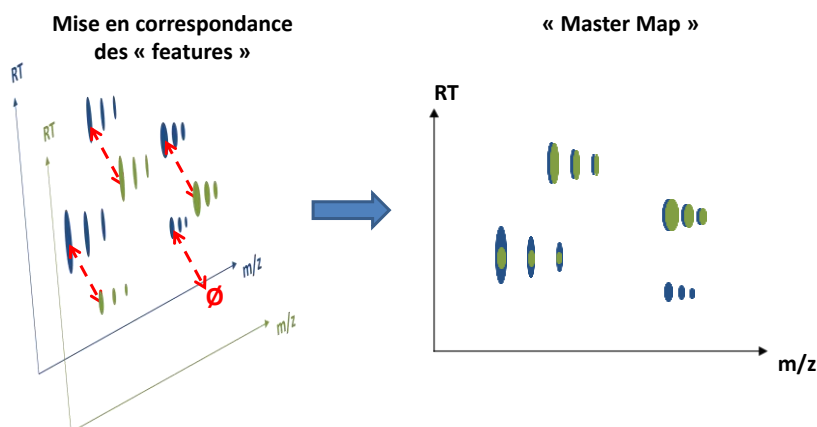 Mise en correspondance
des « features »
« Master Map »
RT
RT
m/z
Ø
m/z
RT
m/z